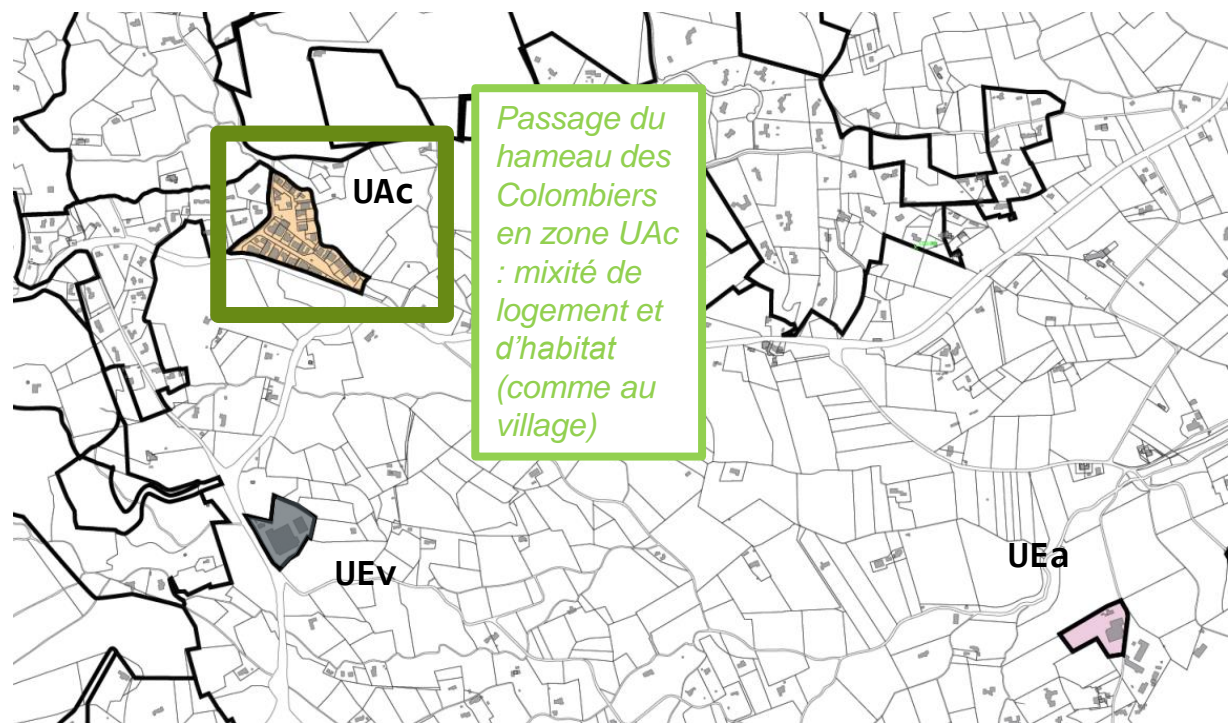 Passage du
hameau des
Colombiers
en zone UAc
: mixité de
logement et
d'habitat
(comme au
village)
UAc
UEv
UEa